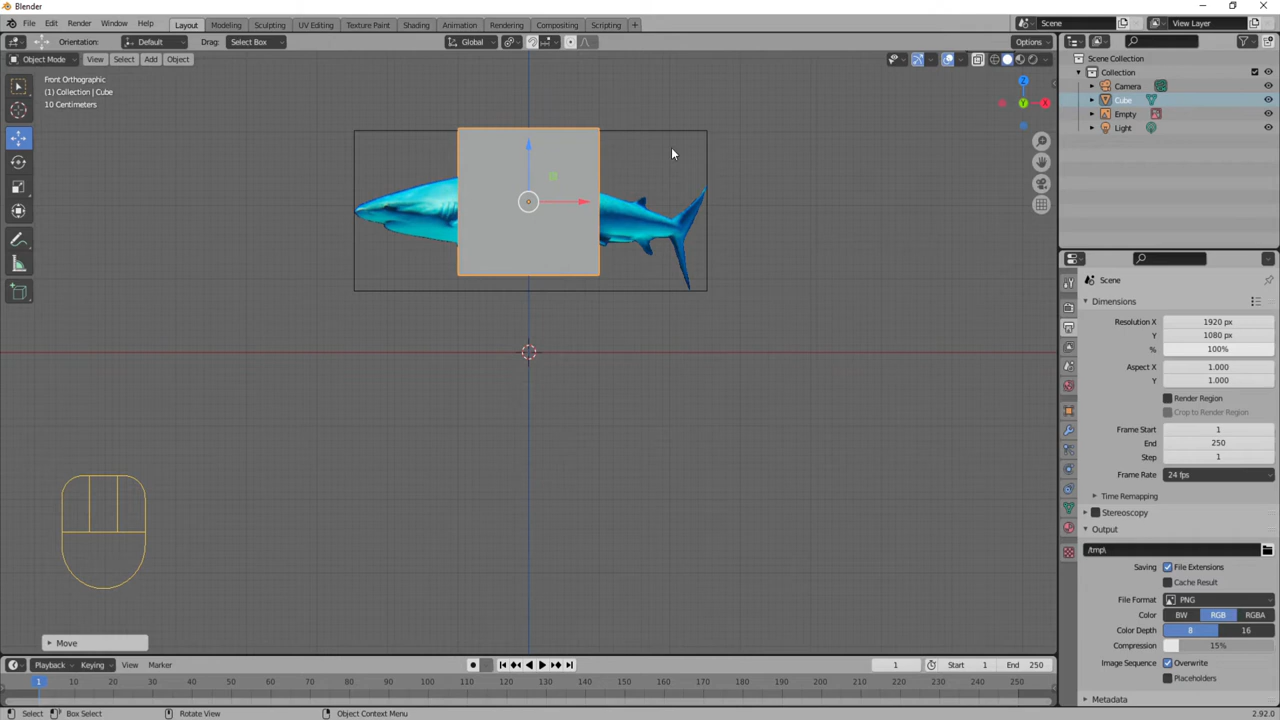 Blender
File Edit Render Window Help Layout Modeling Sculpting UV Editing Texture Paint Shading Animation Rendering Compositing Scripting + Scene View Layer
Orientation: Default Drag: Select Box Global Options
Object Mode View Select Add Object
Front Orthographic
(1) Collection | Cube
10 Centimeters
Z
Y
X
Move
Scene Collection
Collection
Camera
Cube
Empty
Light
Scene
Dimensions
Resolution X 1920 px
Y 1080 px
% 100%
Aspect X 1.000
Y 1.000
Render Region
Crop to Render Region
Frame Start 1
End 250
Step 1
Frame Rate 24 fps
Time Remapping
Stereoscopy
Output
/tmp\
Saving File Extensions
Cache Result
File Format PNG
Color BW RGB RGBA
Color Depth 8 16
Compression 15%
Image Sequence Overwrite
Placeholders
Metadata
Playback Keying View Marker 1 Start 1 End 250
1 10 20 30 40 50 60 70 80 90 100 110 120 130 140 150 160 170 180 190 200 210 220 230 240 250
Select Box Select Rotate View Object Context Menu 2.92.0